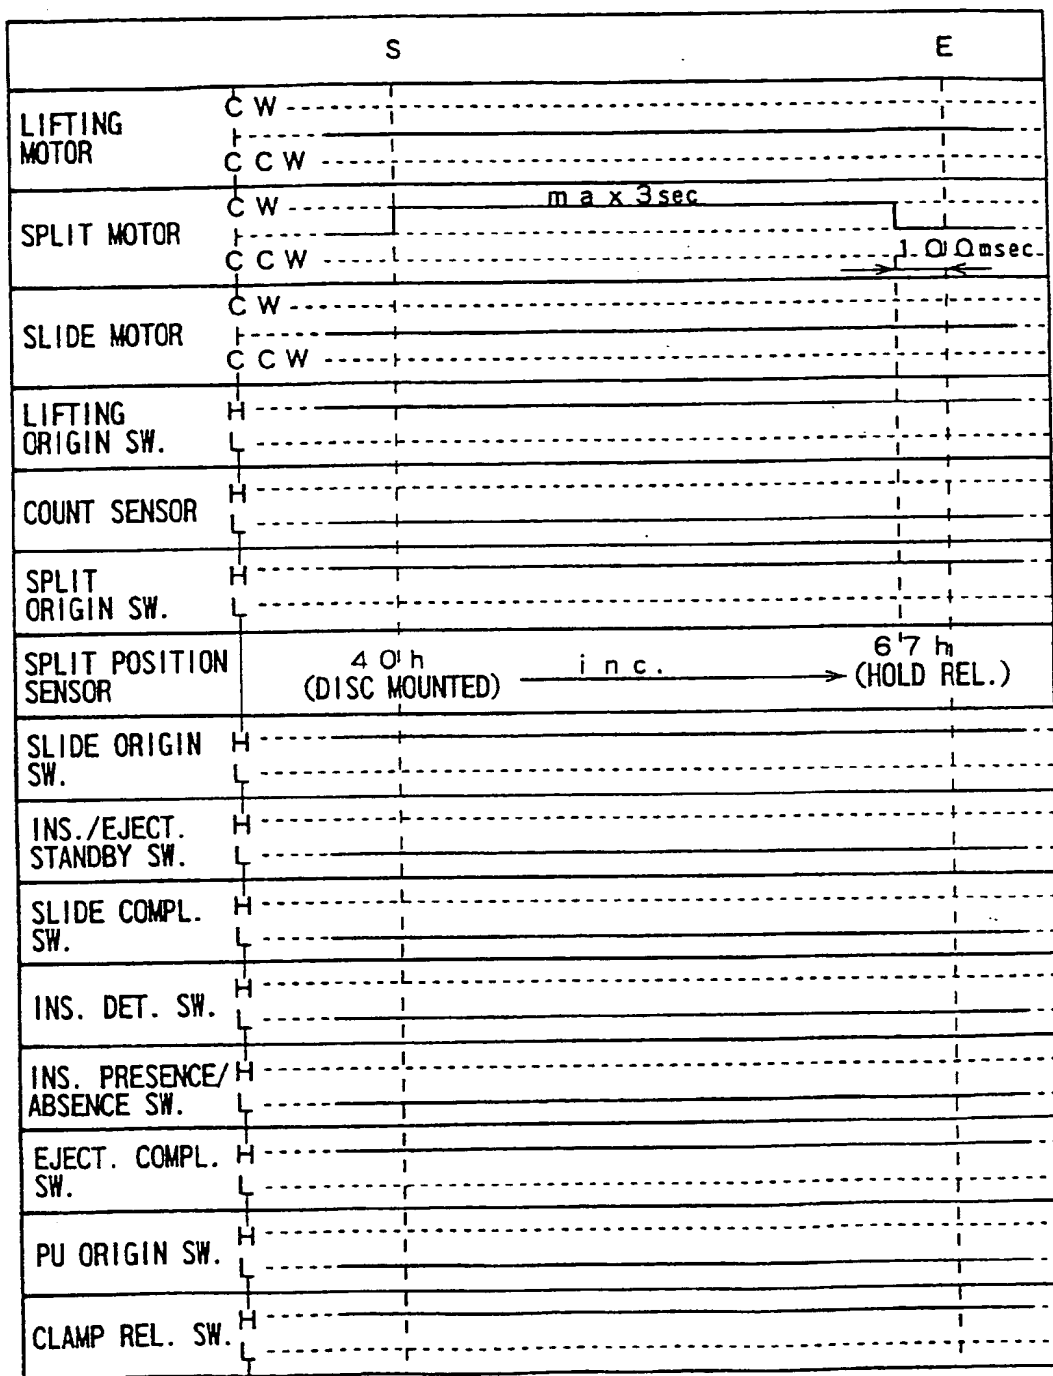 S E
LIFTING
MOTOR
CW
CCW
SPLIT MOTOR
CW
CCW
max 3sec
100msec
SLIDE MOTOR
CW
CCW
LIFTING
ORIGIN SW.
H
L
COUNT SENSOR
H
L
SPLIT
ORIGIN SW.
H
L
SPLIT POSITION
SENSOR
40h
(DISC MOUNTED)
inc.
67h
(HOLD REL.)
SLIDE ORIGIN
SW.
H
L
INS./EJECT.
STANDBY SW.
H
L
SLIDE COMPL.
SW.
H
L
INS. DET. SW.
H
L
INS. PRESENCE/
ABSENCE SW.
H
L
EJECT. COMPL.
SW.
H
L
PU ORIGIN SW.
H
L
CLAMP REL. SW.
H
L